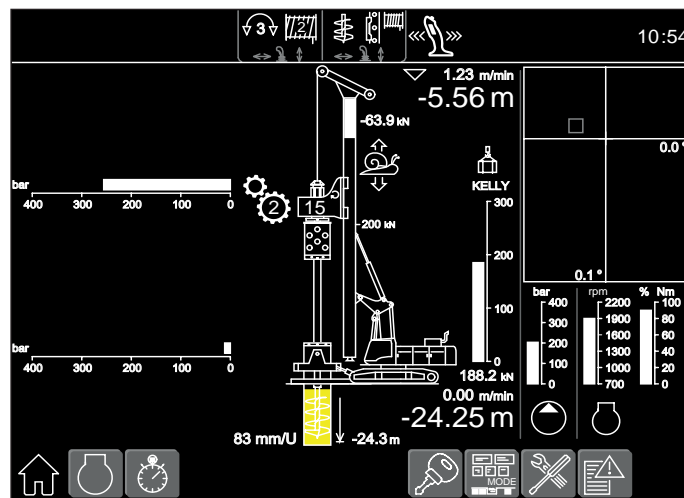 3 2 10:54
1.23 m/min
-5.56 m
-63.9 kN
0.0 °
KELLY
bar
400 300 200 100 0
2 15
300
200 kN
200
100
0
0.1 °
bar rpm % Nm
400 2200 100
300 1900 80
1600 60
200 1300 40
100 1000 20
0 700 0
bar
400 300 200 100 0
188.2 kN
0.00 m/min
-24.25 m
83 mm/U -24.3 m
MODE